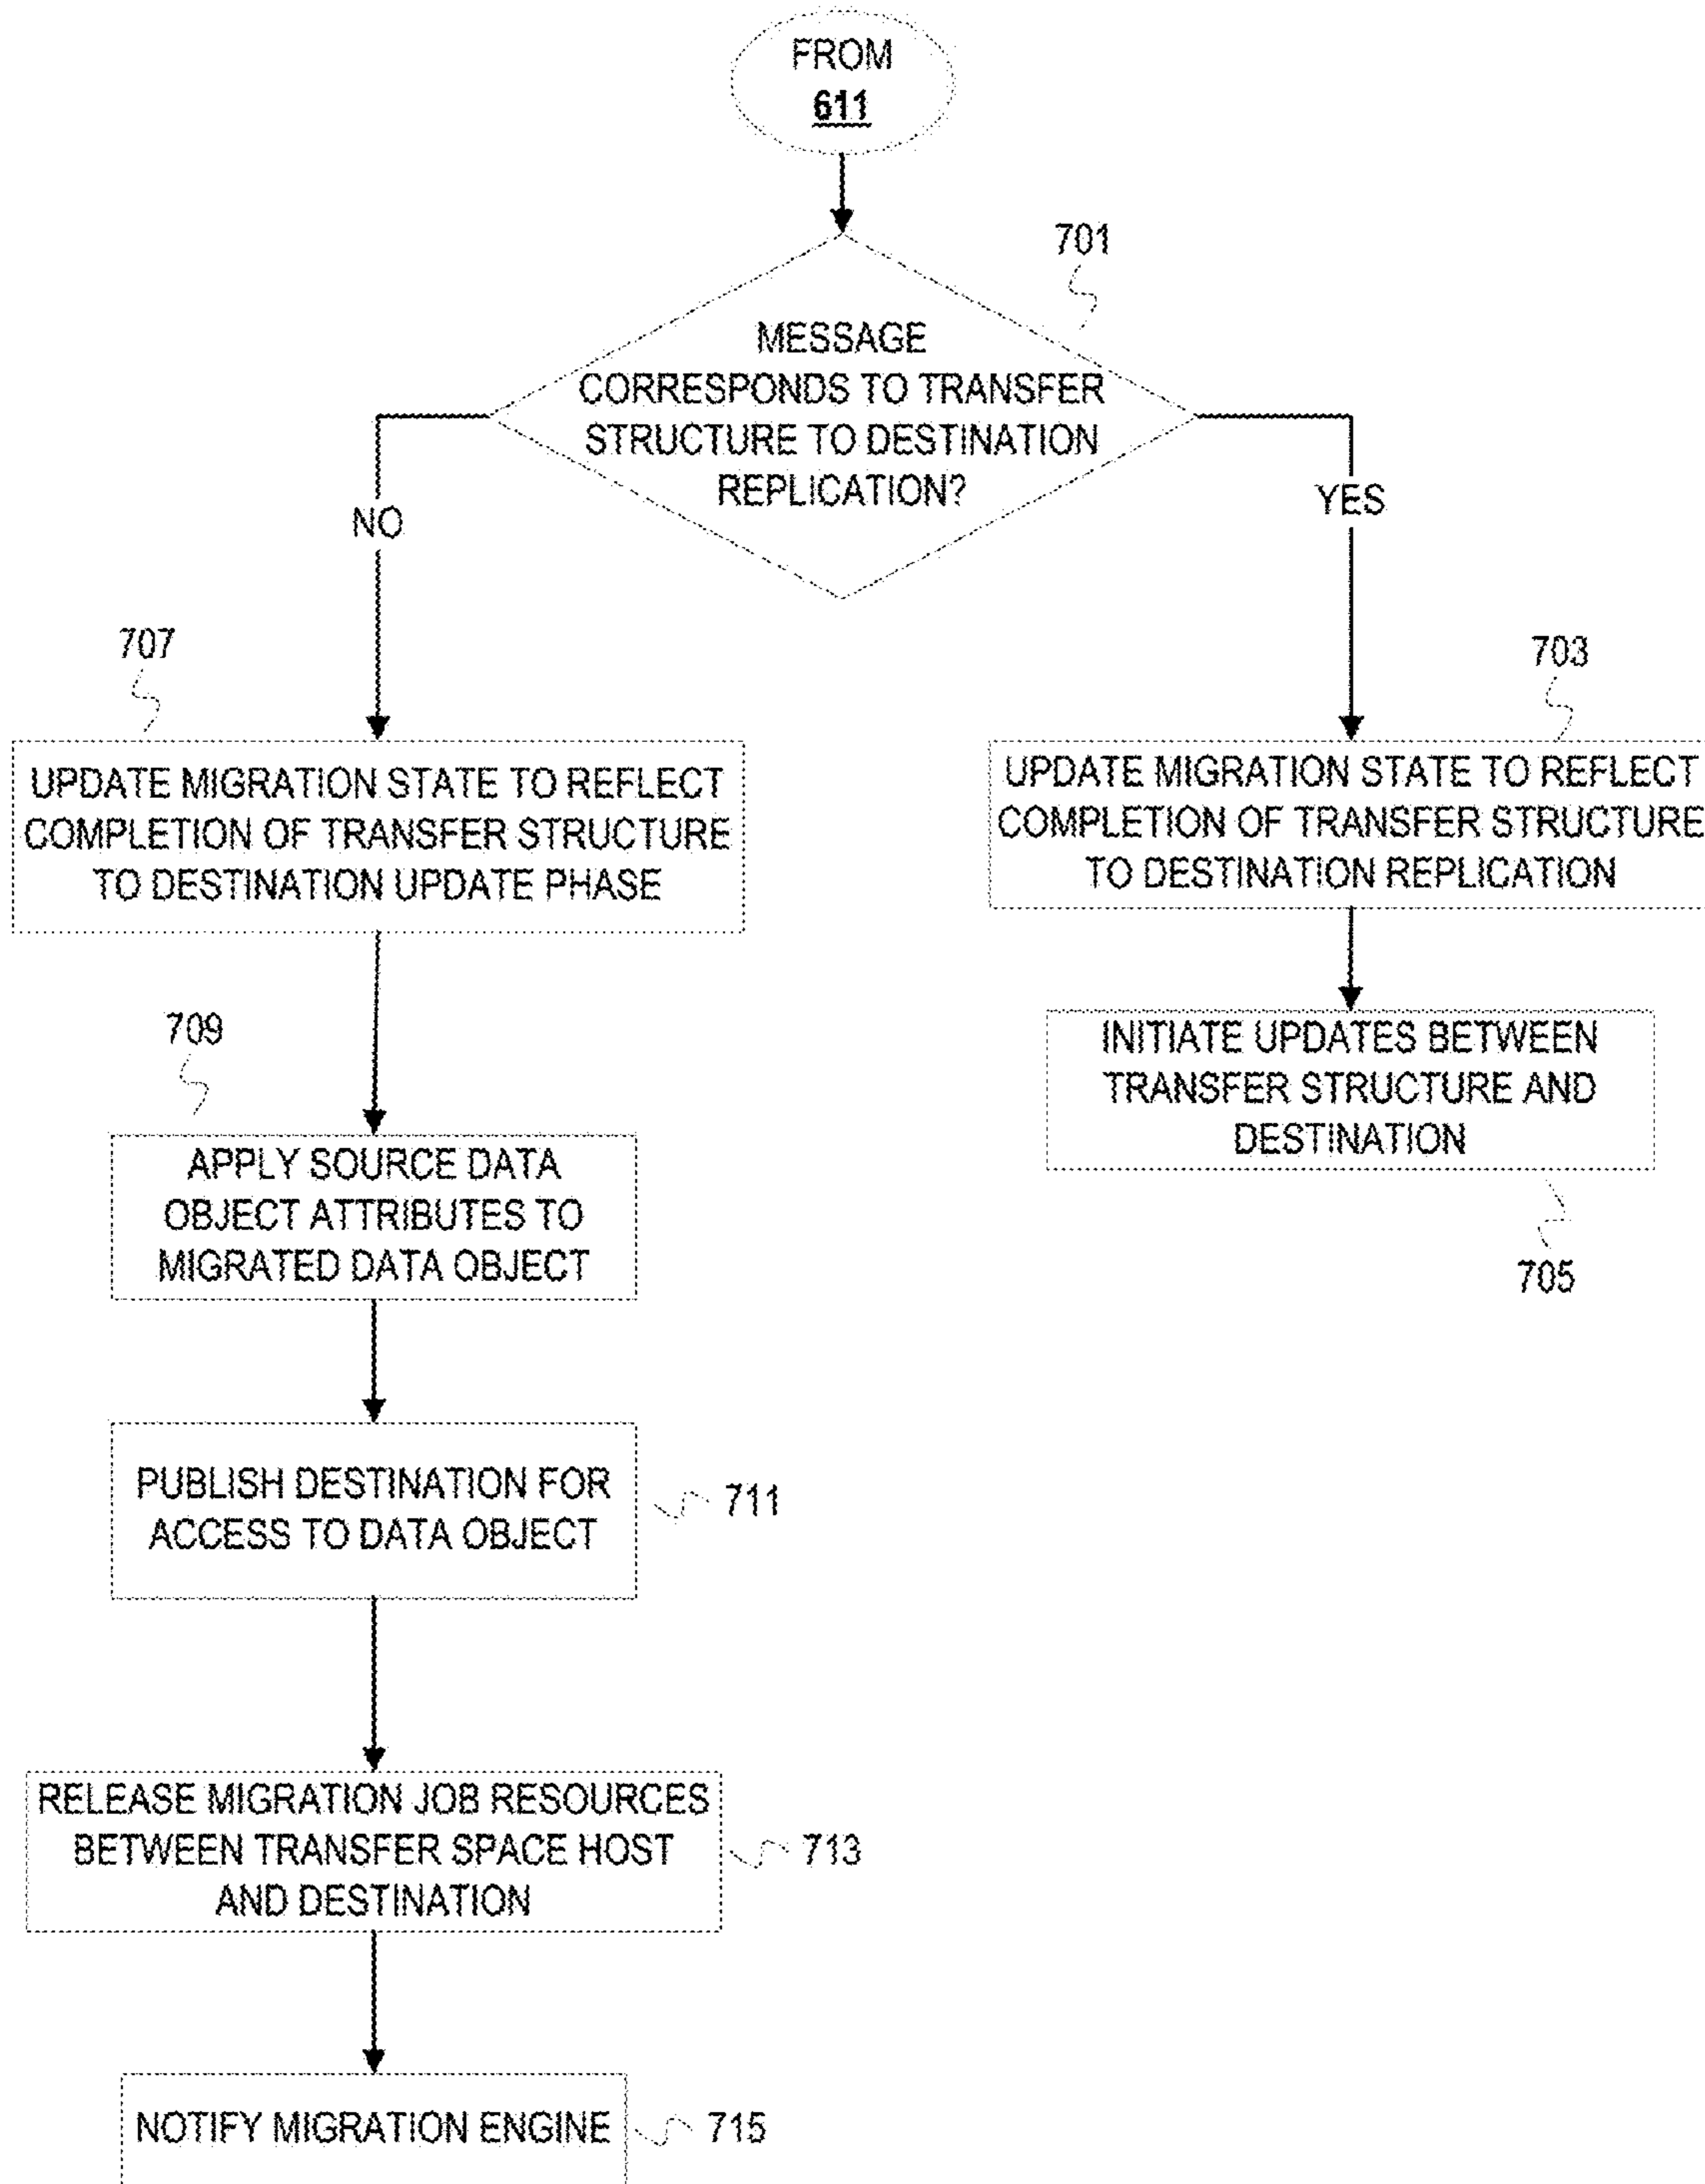 FROM
611
701
MESSAGE
CORRESPONDS TO TRANSFER
STRUCTURE TO DESTINATION
REPLICATION?
NO
YES
707
703
UPDATE MIGRATION STATE TO REFLECT
COMPLETION OF TRANSFER STRUCTURE
TO DESTINATION UPDATE PHASE
UPDATE MIGRATION STATE TO REFLECT
COMPLETION OF TRANSFER STRUCTURE
TO DESTINATION REPLICATION
709
INITIATE UPDATES BETWEEN
TRANSFER STRUCTURE AND
DESTINATION
705
APPLY SOURCE DATA
OBJECT ATTRIBUTES TO
MIGRATED DATA OBJECT
PUBLISH DESTINATION FOR
ACCESS TO DATA OBJECT
711
RELEASE MIGRATION JOB RESOURCES
BETWEEN TRANSFER SPACE HOST
AND DESTINATION
713
NOTIFY MIGRATION ENGINE
715